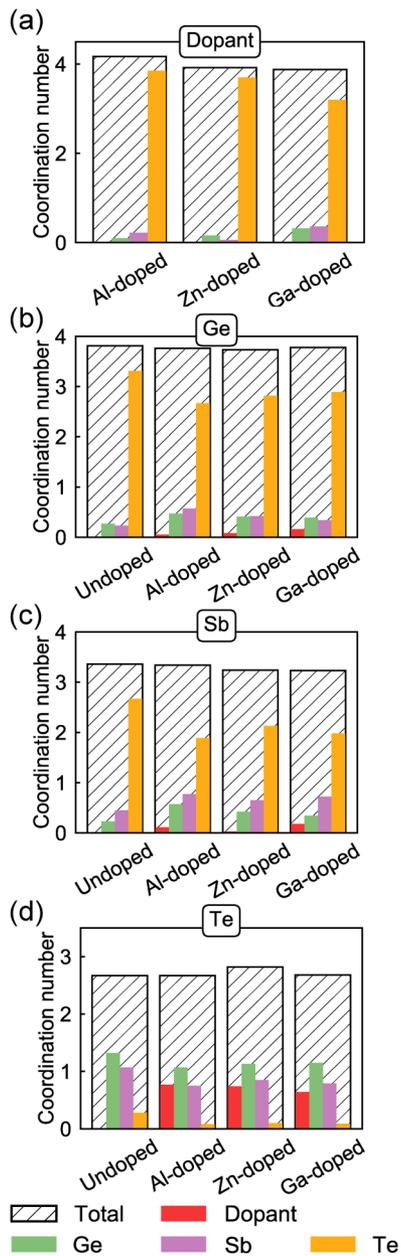 (a)
Dopant
4
2
0
Coordination number
Al-doped Zn-doped Ga-doped
(b)
Ge
4
3
2
1
0
Coordination number
Undoped Al-doped Zn-doped Ga-doped
(c)
Sb
4
3
2
1
0
Coordination number
Undoped Al-doped Zn-doped Ga-doped
(d)
Te
3
2
1
0
Coordination number
Undoped Al-doped Zn-doped Ga-doped
Total Dopant
Ge Sb Te